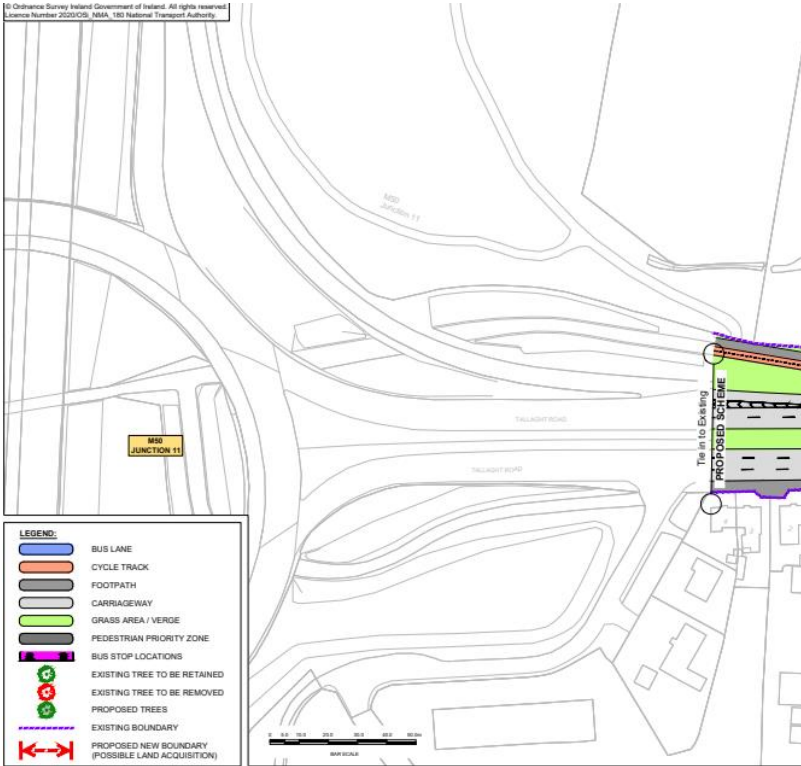 © Ordnance Survey Ireland Government of Ireland. All rights reserved.
Licence Number 2020/OSi_NMA_180 National Transport Authority.
M50
Junction 11
TALLAGHT ROAD
TALLAGHT ROAD
Tie in to Existing
PROPOSED SCHEME
M50
JUNCTION 11
LEGEND:
BUS LANE
CYCLE TRACK
FOOTPATH
CARRIAGEWAY
GRASS AREA / VERGE
PEDESTRIAN PRIORITY ZONE
BUS STOP LOCATIONS
EXISTING TREE TO BE RETAINED
EXISTING TREE TO BE REMOVED
PROPOSED TREES
EXISTING BOUNDARY
PROPOSED NEW BOUNDARY
(POSSIBLE LAND ACQUISITION)
BAR SCALE